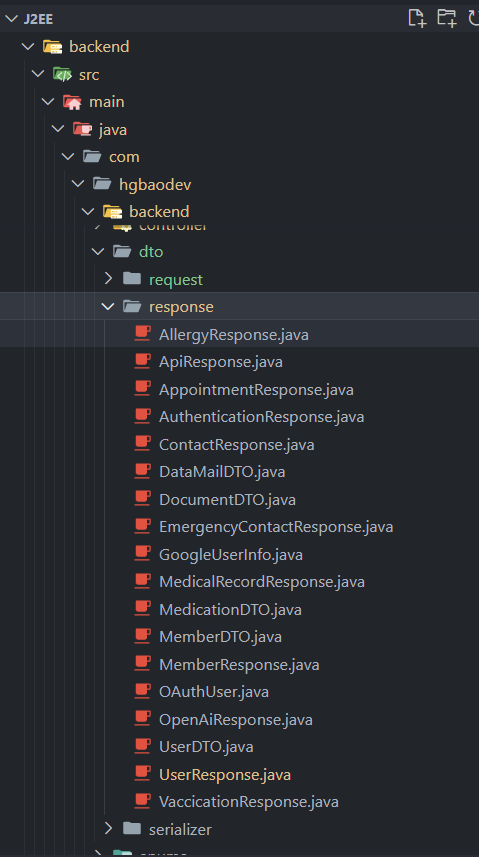 J2EE
backend
src
main
java
com
hgbaodev
backend
controller
dto
request
response
AllergyResponse.java
ApiResponse.java
AppointmentResponse.java
AuthenticationResponse.java
ContactResponse.java
DataMailDTO.java
DocumentDTO.java
EmergencyContactResponse.java
GoogleUserInfo.java
MedicalRecordResponse.java
MedicationDTO.java
MemberDTO.java
MemberResponse.java
OAuthUser.java
OpenAiResponse.java
UserDTO.java
UserResponse.java
VaccicationResponse.java
serializer